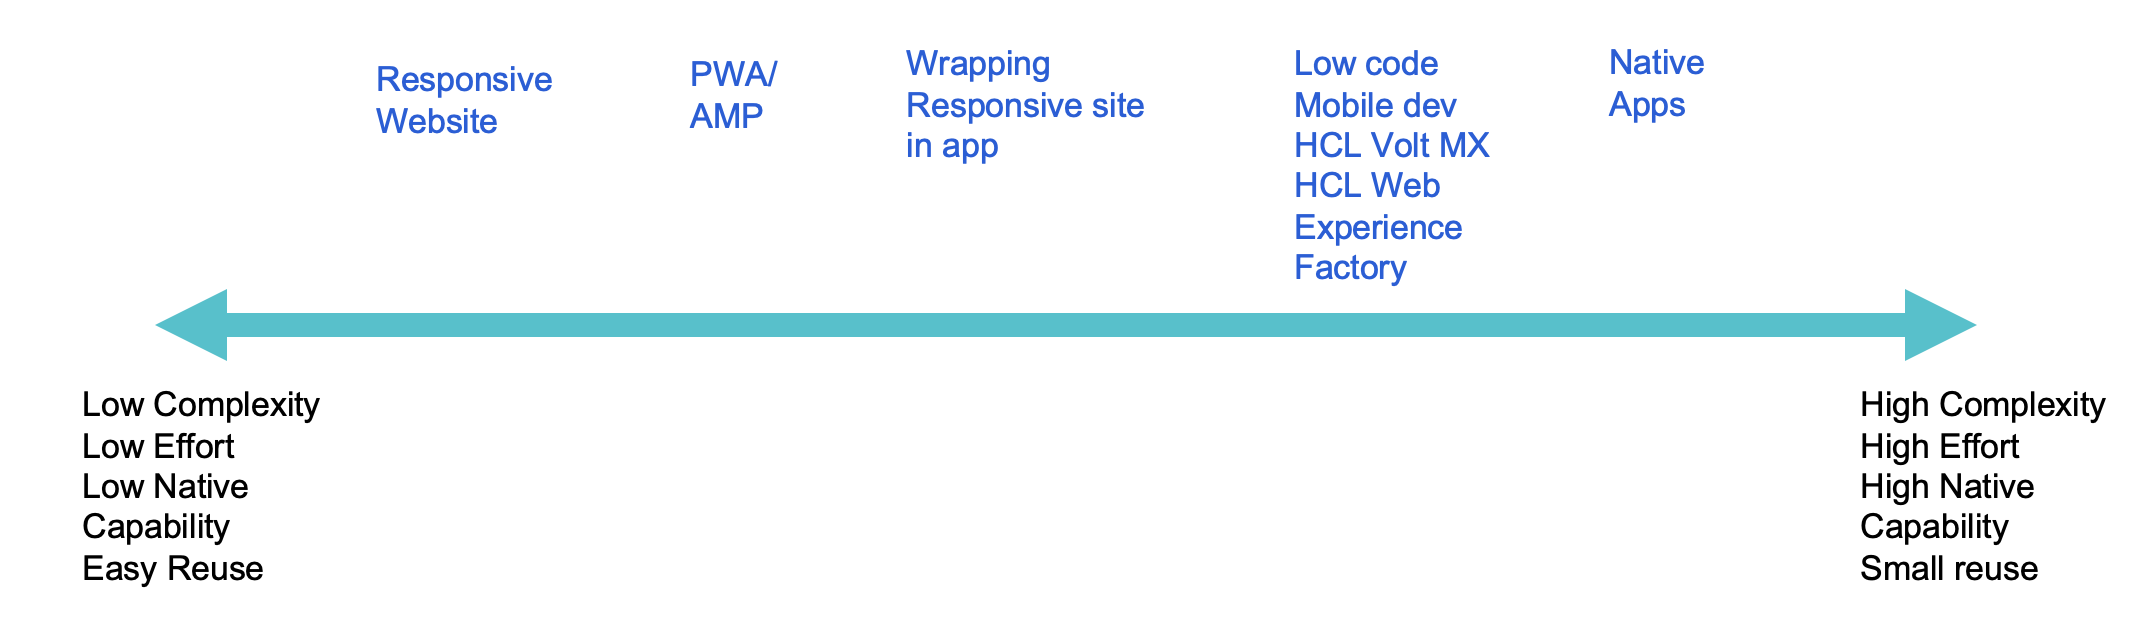 Responsive
Website
PWA/
AMP
Wrapping
Responsive site
in app
Low code
Mobile dev
HCL Volt MX
HCL Web
Experience
Factory
Native
Apps
Low Complexity
Low Effort
Low Native
Capability
Easy Reuse
High Complexity
High Effort
High Native
Capability
Small reuse